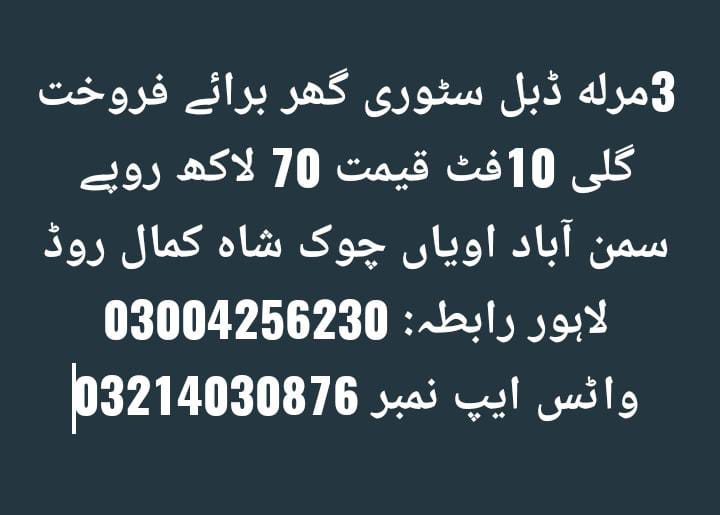 3مرلہ ڈبل سٹوری گھر برائے فروخت
گلی 10فٹ قیمت 70 لاکھ روپے
سمن آباد اویاں چوک شاہ کمال روڈ
لاہور رابطہ: 03004256230
واٹس ایپ نمبر 03214030876